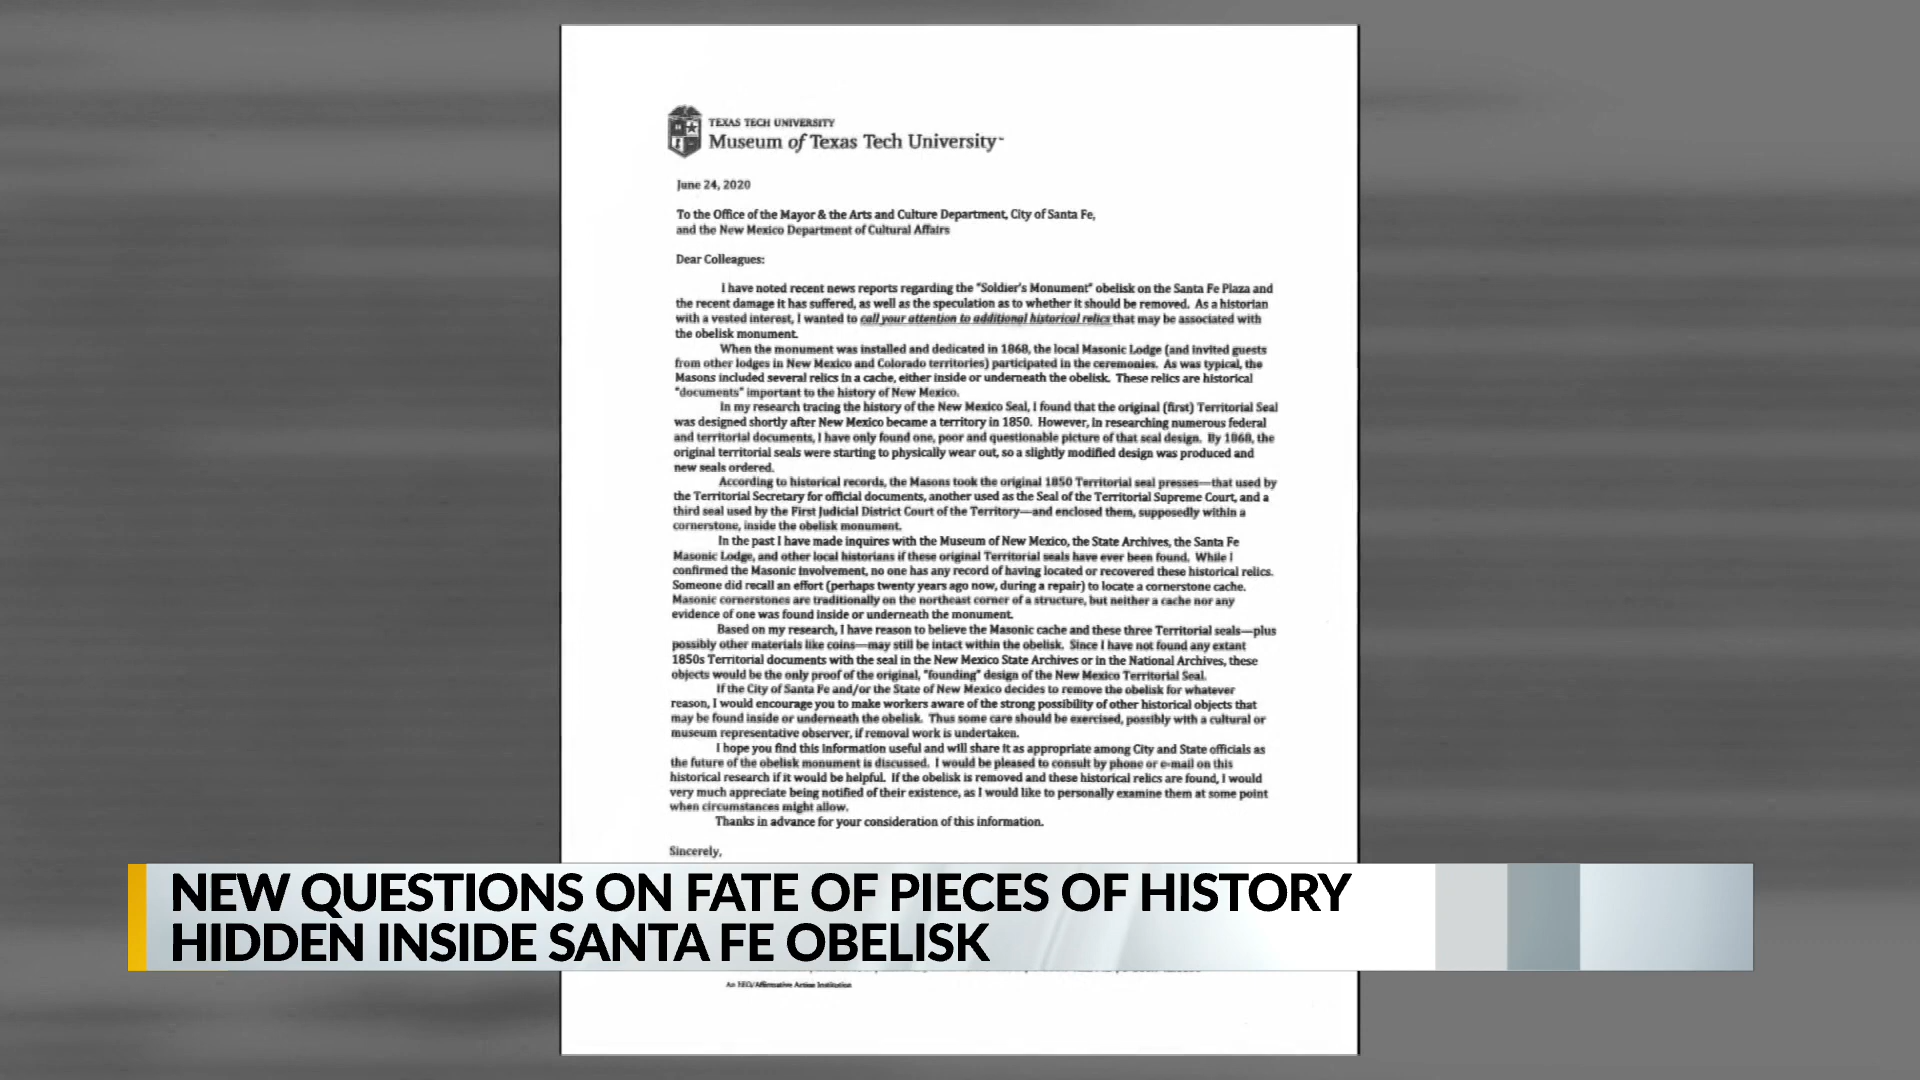 TEXAS TECH UNIVERSITY
Museum of Texas Tech University™
June 24, 2020
To the Office of the Mayor & the Arts and Culture Department, City of Santa Fe,
and the New Mexico Department of Cultural Affairs
Dear Colleagues:
I have noted recent news reports regarding the "Soldier's Monument" obelisk on the Santa Fe Plaza and
the recent damage it has suffered, as well as the speculation as to whether it should be removed. As a historian
with a vested interest, I wanted to call your attention to additional historical relics that may be associated with
the obelisk monument.
When the monument was installed and dedicated in 1868, the local Masonic Lodge (and invited guests
from other lodges in New Mexico and Colorado territories) participated in the ceremonies. As was typical, the
Masons included several relics in a cache, either inside or underneath the obelisk. These relics are historical
"documents" important to the history of New Mexico.
In my research tracing the history of the New Mexico Seal, I found that the original (first) Territorial Seal
was designed shortly after New Mexico became a territory in 1850. However, in researching numerous federal
and territorial documents, I have only found one, poor and questionable picture of that seal design. By 1868, the
original territorial seals were starting to physically wear out, so a slightly modified design was produced and
new seals ordered.
According to historical records, the Masons took the original 1850 Territorial seal presses—that used by
the Territorial Secretary for official documents, another used as the Seal of the Territorial Supreme Court, and a
third seal used by the First Judicial District Court of the Territory—and enclosed them, supposedly within a
cornerstone, inside the obelisk monument.
In the past I have made inquires with the Museum of New Mexico, the State Archives, the Santa Fe
Masonic Lodge, and other local historians if these original Territorial seals have ever been found. While I
confirmed the Masonic involvement, no one has any record of having located or recovered these historical relics.
Someone did recall an effort (perhaps twenty years ago now, during a repair) to locate a cornerstone cache.
Masonic cornerstones are traditionally on the northeast corner of a structure, but neither a cache nor any
evidence of one was found inside or underneath the monument.
Based on my research, I have reason to believe the Masonic cache and these three Territorial seals—plus
possibly other materials like coins—may still be intact within the obelisk. Since I have not found any extant
1850s Territorial documents with the seal in the New Mexico State Archives or in the National Archives, these
objects would be the only proof of the original, "founding" design of the New Mexico Territorial Seal.
If the City of Santa Fe and/or the State of New Mexico decides to remove the obelisk for whatever
reason, I would encourage you to make workers aware of the strong possibility of other historical objects that
may be found inside or underneath the obelisk. Thus some care should be exercised, possibly with a cultural or
museum representative observer, if removal work is undertaken.
I hope you find this information useful and will share it as appropriate among City and State officials as
the future of the obelisk monument is discussed. I would be pleased to consult by phone or e-mail on this
historical research if it would be helpful. If the obelisk is removed and these historical relics are found, I would
very much appreciate being notified of their existence, as I would like to personally examine them at some point
when circumstances might allow.
Thanks in advance for your consideration of this information.
Sincerely,
NEW QUESTIONS ON FATE OF PIECES OF HISTORY
HIDDEN INSIDE SANTA FE OBELISK
An EEO/Affirmative Action Institution